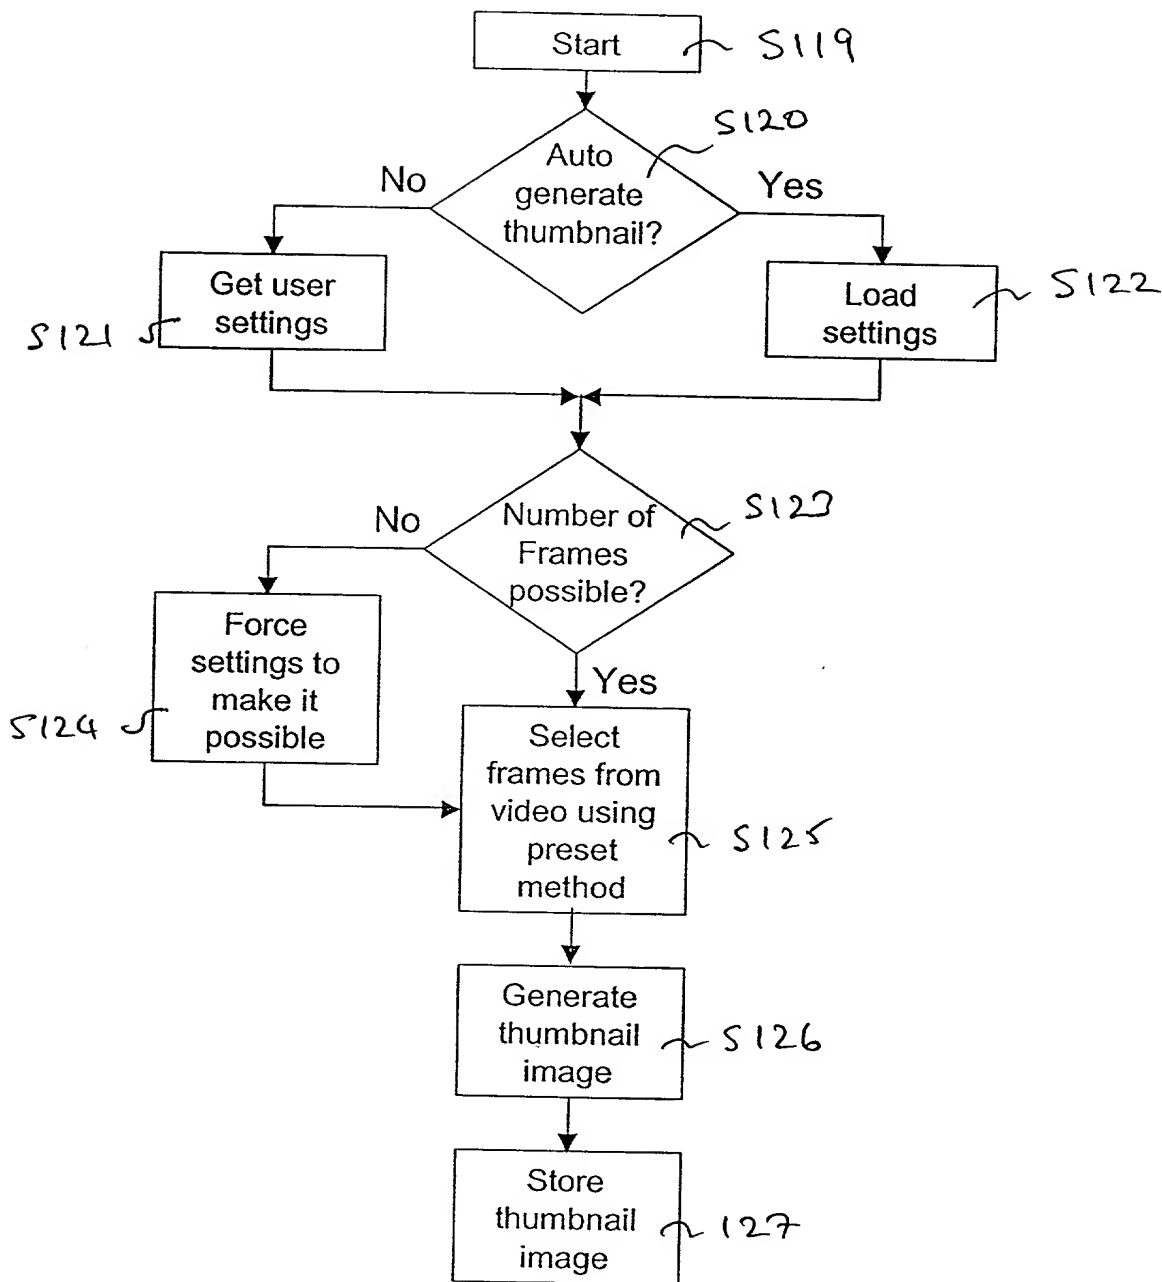 Start
S119
S120
Auto
generate
thumbnail?
No
Yes
Get user
settings
S121
Load
settings
S122
Number of
Frames
possible?
S123
No
Force
settings to
make it
possible
S124
Yes
Select
frames from
video using
preset
method
S125
Generate
thumbnail
image
S126
Store
thumbnail
image
127